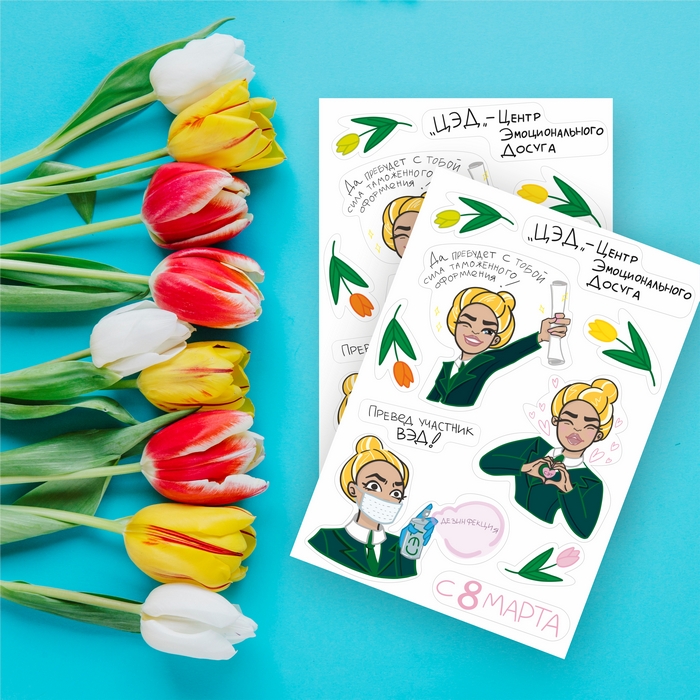 „ЦЭД„-Центр
Эмоционального
Досуга
Да пребудет с тобой
сила таможенного
оформления!
Прев
„ЦЭД„-Центр
Эмоционального
Досуга
Да пребудет с тобой
сила таможенного
оформления!
Превед участник
ВЭД!
Дезинфекция
С 8 МАРТА